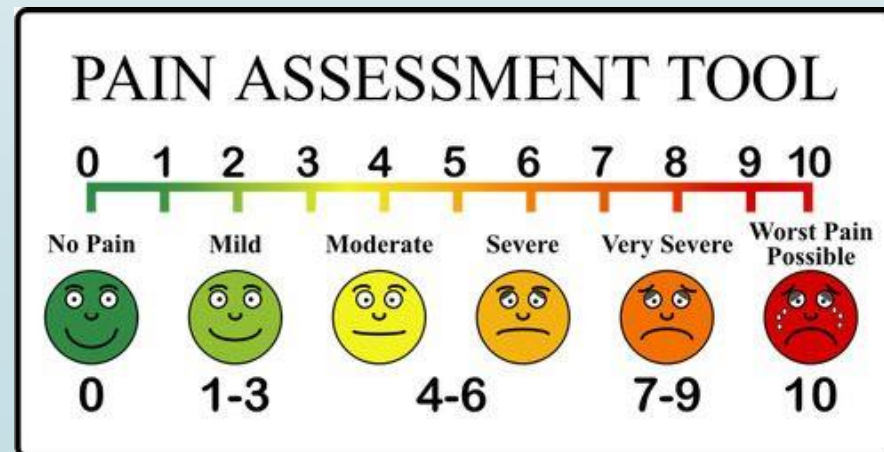 PAIN ASSESSMENT TOOL
0 1 2 3 4 5 6 7 8 9 10
No Pain Mild Moderate Severe Very Severe Worst Pain
Possible
0 1-3 4-6 7-9 10